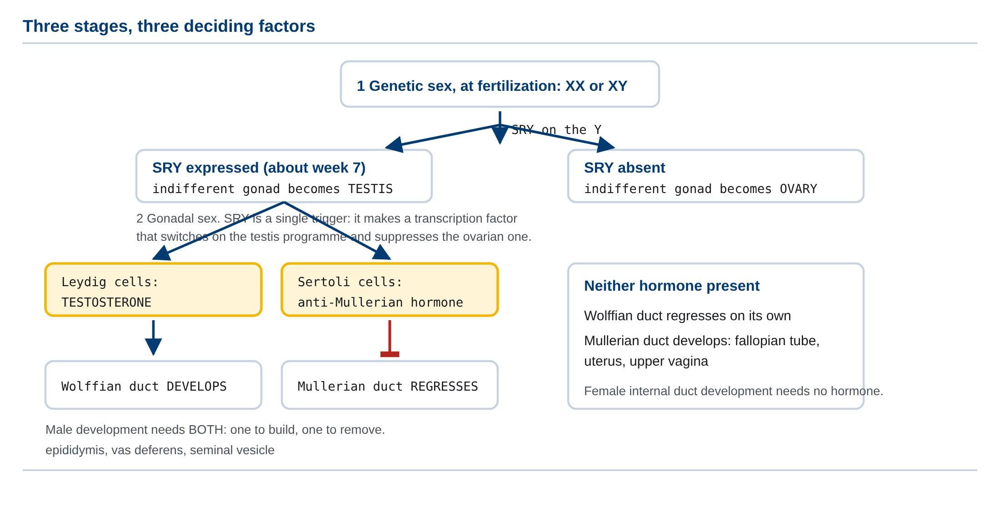 Three stages, three deciding factors
1 Genetic sex, at fertilization: XX or XY
SRY on the Y
SRY expressed (about week 7)
indifferent gonad becomes TESTIS
SRY absent
indifferent gonad becomes OVARY
2 Gonadal sex. SRY is a single trigger: it makes a transcription factor
that switches on the testis programme and suppresses the ovarian one.
Leydig cells:
TESTOSTERONE
Sertoli cells:
anti-Mullerian hormone
Wolffian duct DEVELOPS
Mullerian duct REGRESSES
Neither hormone present
Wolffian duct regresses on its own
Mullerian duct develops: fallopian tube,
uterus, upper vagina
Female internal duct development needs no hormone.
Male development needs BOTH: one to build, one to remove.
epididymis, vas deferens, seminal vesicle